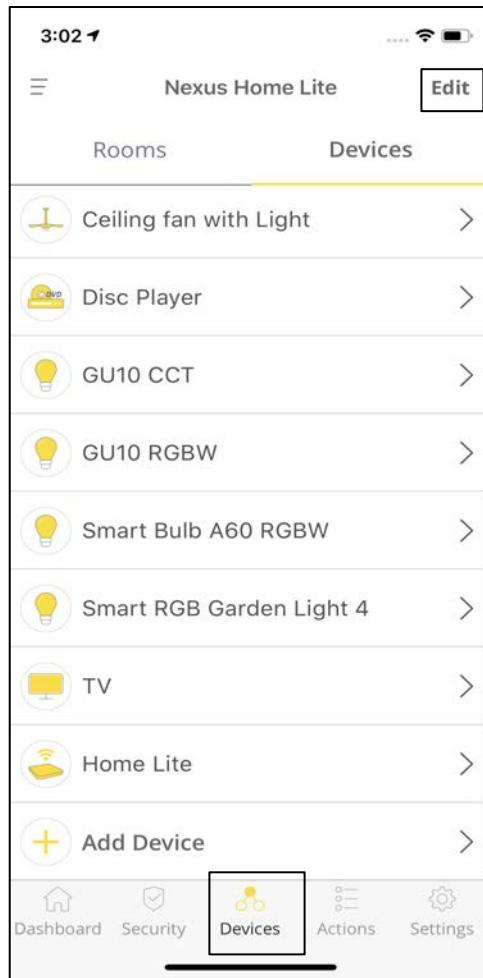 3:02
Nexus Home Lite
Edit
Rooms
Devices
Ceiling fan with Light
DVD
Disc Player
GU10 CCT
GU10 RGBW
Smart Bulb A60 RGBW
Smart RGB Garden Light 4
TV
Home Lite
Add Device
Dashboard
Security
Devices
Actions
Settings